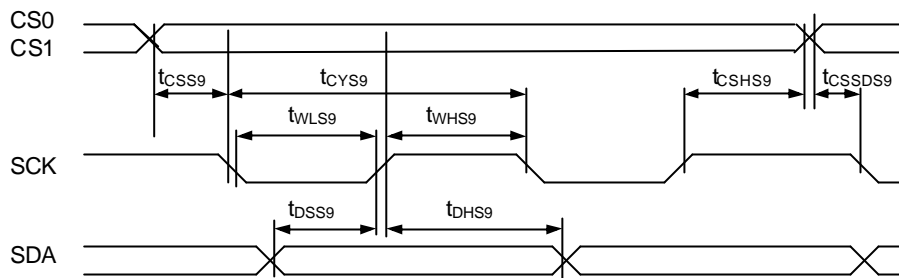 CS0
CS1
tCSS9 tCYS9 tCSHS9 tCSSDS9
tWLS9 tWHS9
SCK
tDSS9 tDHS9
SDA